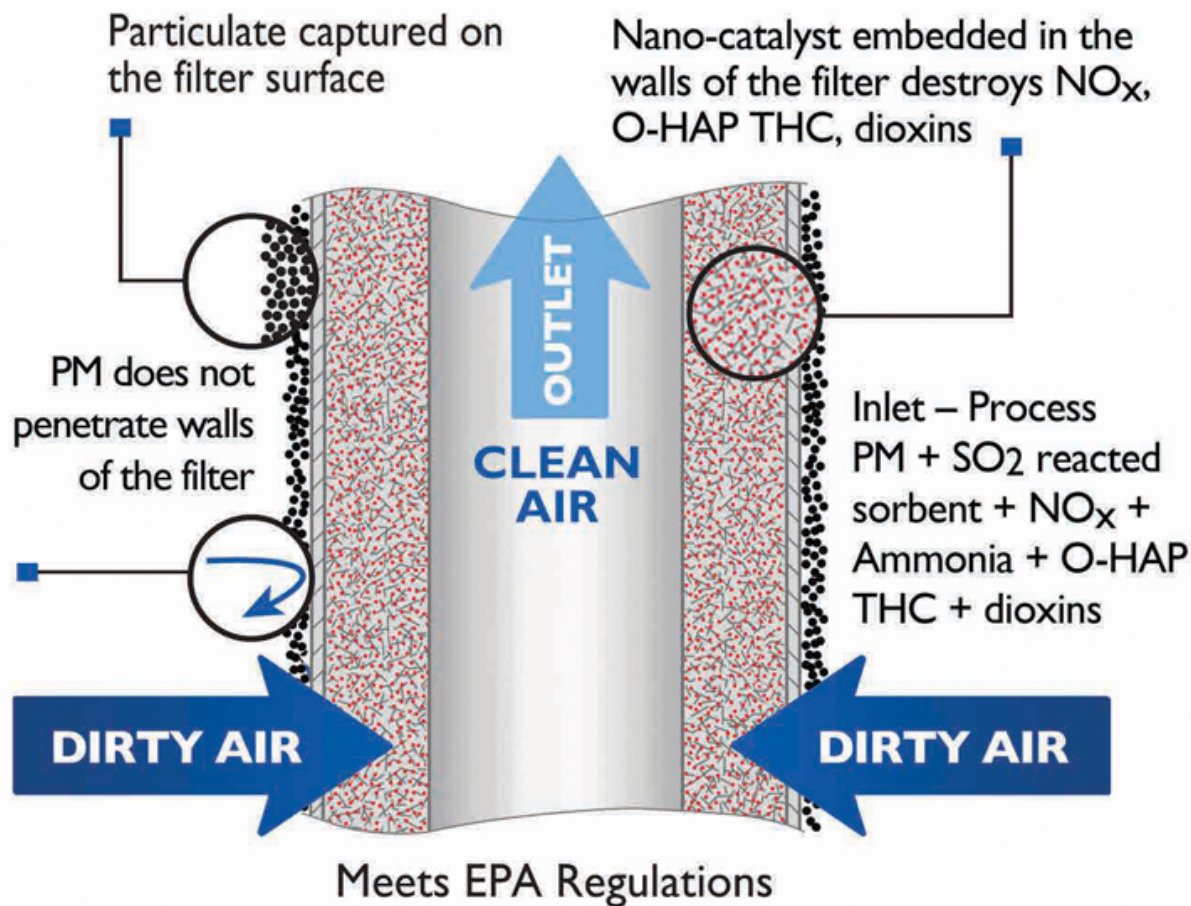 Particulate captured on
the filter surface
Nano-catalyst embedded in the
walls of the filter destroys NOx,
O-HAP THC, dioxins
OUTLET
PM does not
penetrate walls
of the filter
CLEAN
AIR
Inlet – Process
PM + SO2 reacted
sorbent + NOx +
Ammonia + O-HAP
THC + dioxins
DIRTY AIR
DIRTY AIR
Meets EPA Regulations